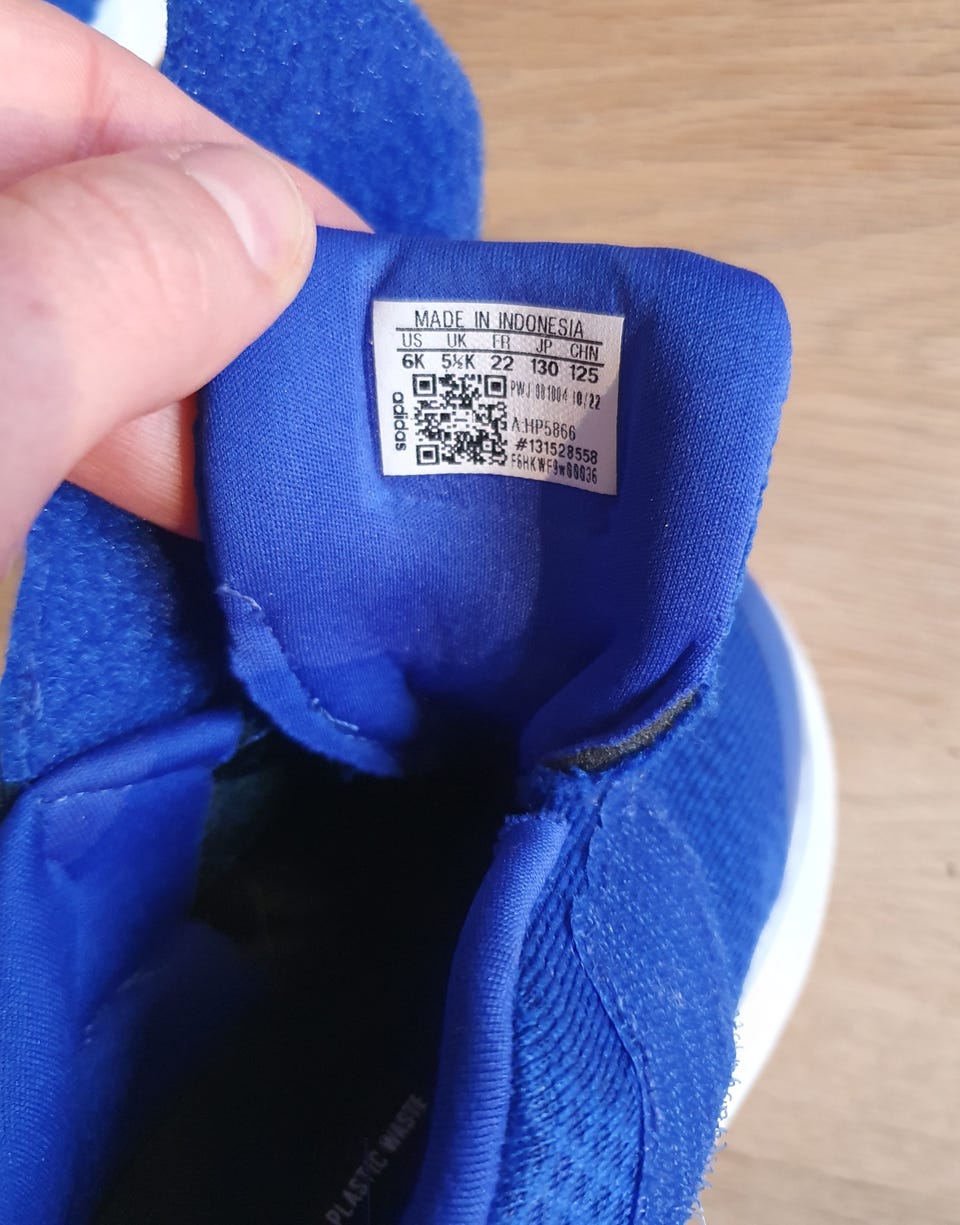 MADE IN INDONESIA
US UK FR JP CHN
6K 5½K 22 130 125
PWJ 001004 10/22
A:HP5866
#131528558
F6HKWF9w00036
adidas
PLASTIC WASTE